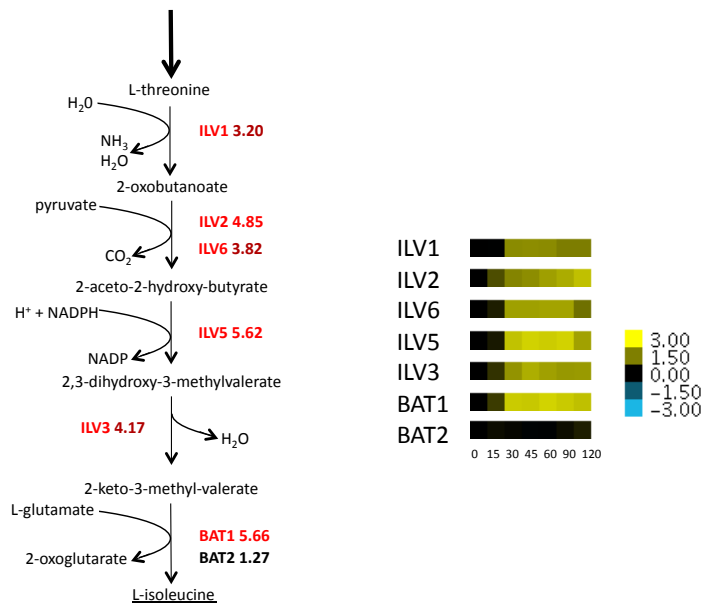 L-threonine
H₂0
ILV1 3.20
NH₃
H₂O
2-oxobutanoate
pyruvate
ILV2 4.85
ILV6 3.82
CO₂
2-aceto-2-hydroxy-butyrate
H⁺ + NADPH
ILV5 5.62
NADP
2,3-dihydroxy-3-methylvalerate
ILV3 4.17
H₂O
2-keto-3-methyl-valerate
L-glutamate
BAT1 5.66
BAT2 1.27
2-oxoglutarate
L-isoleucine
ILV1
ILV2
ILV6
ILV5
ILV3
BAT1
BAT2
0 15 30 45 60 90 120
3.00
1.50
0.00
-1.50
-3.00